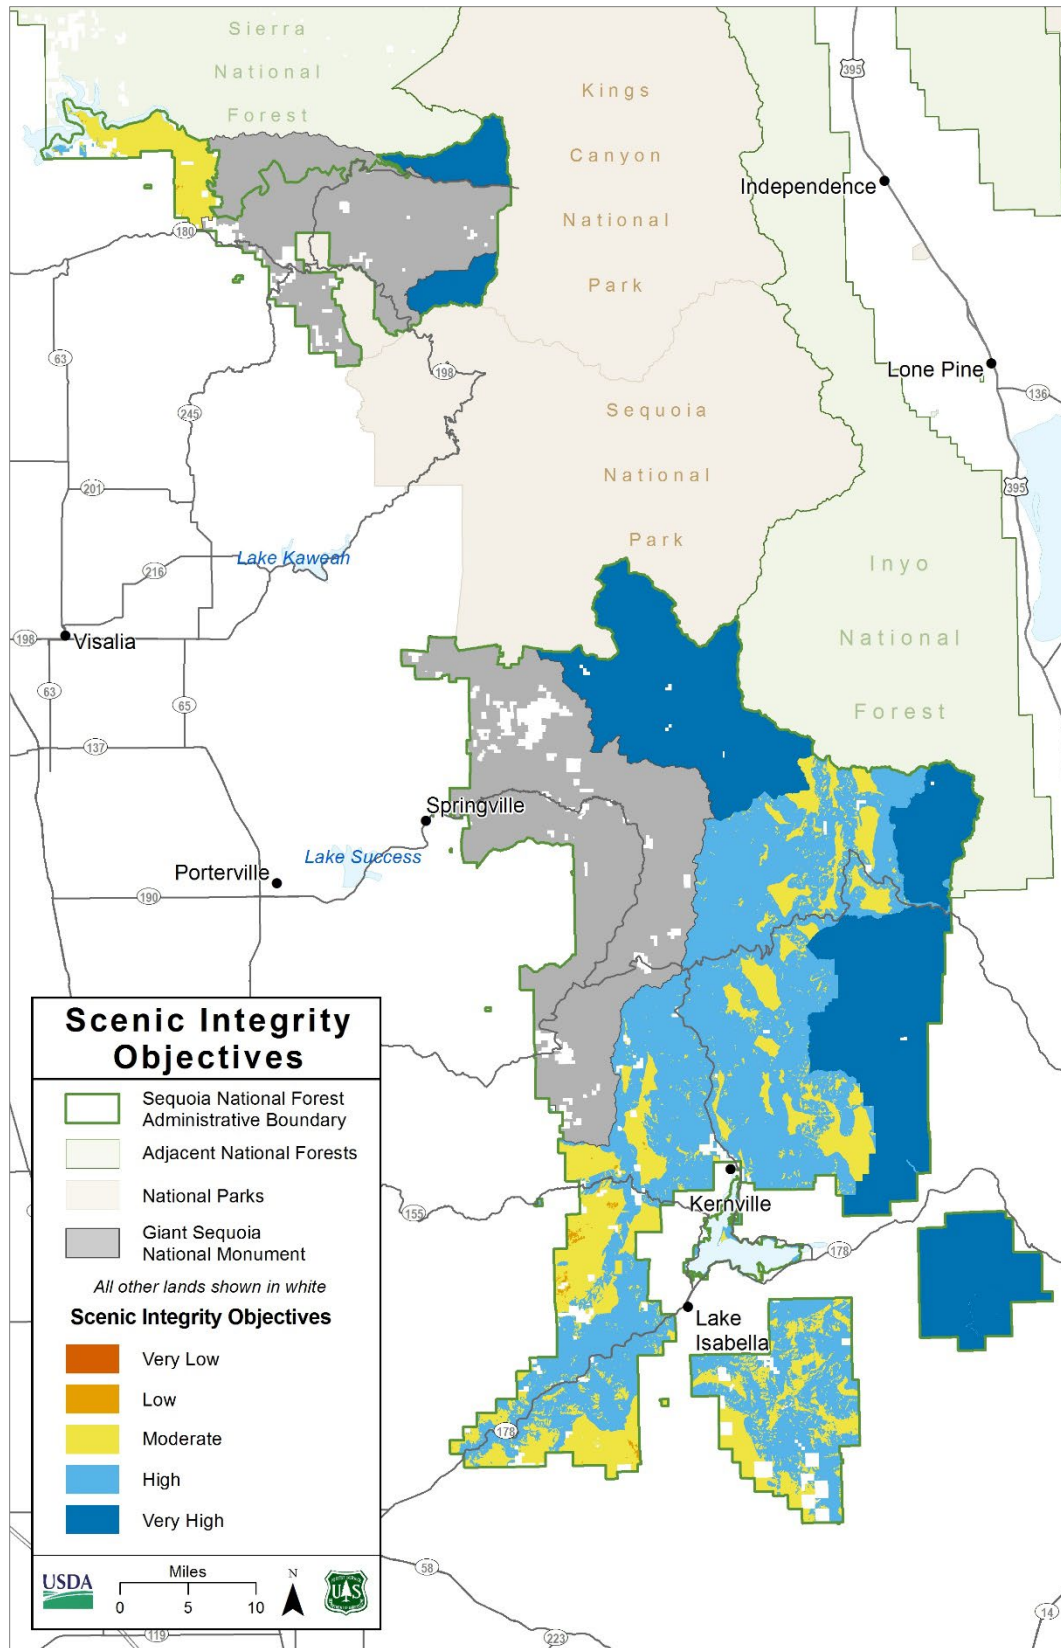 Sierra
National
Forest
Kings
Canyon
National
Park
395
Independence
180
Lone Pine
63
198
136
Sequoia
National
Park
245
395
201
Lake Kaweah
216
Inyo
National
Forest
198
Visalia
63
65
137
Springville
Lake Success
Porterville
190
Scenic Integrity
Objectives
Sequoia National Forest
Administrative Boundary
Adjacent National Forests
National Parks
Giant Sequoia
National Monument
All other lands shown in white
Scenic Integrity Objectives
Very Low
Low
Moderate
High
Very High
USDA
Miles
0 5 10
N
U S
155
Kernville
178
Lake
Isabella
178
58
14
119
223